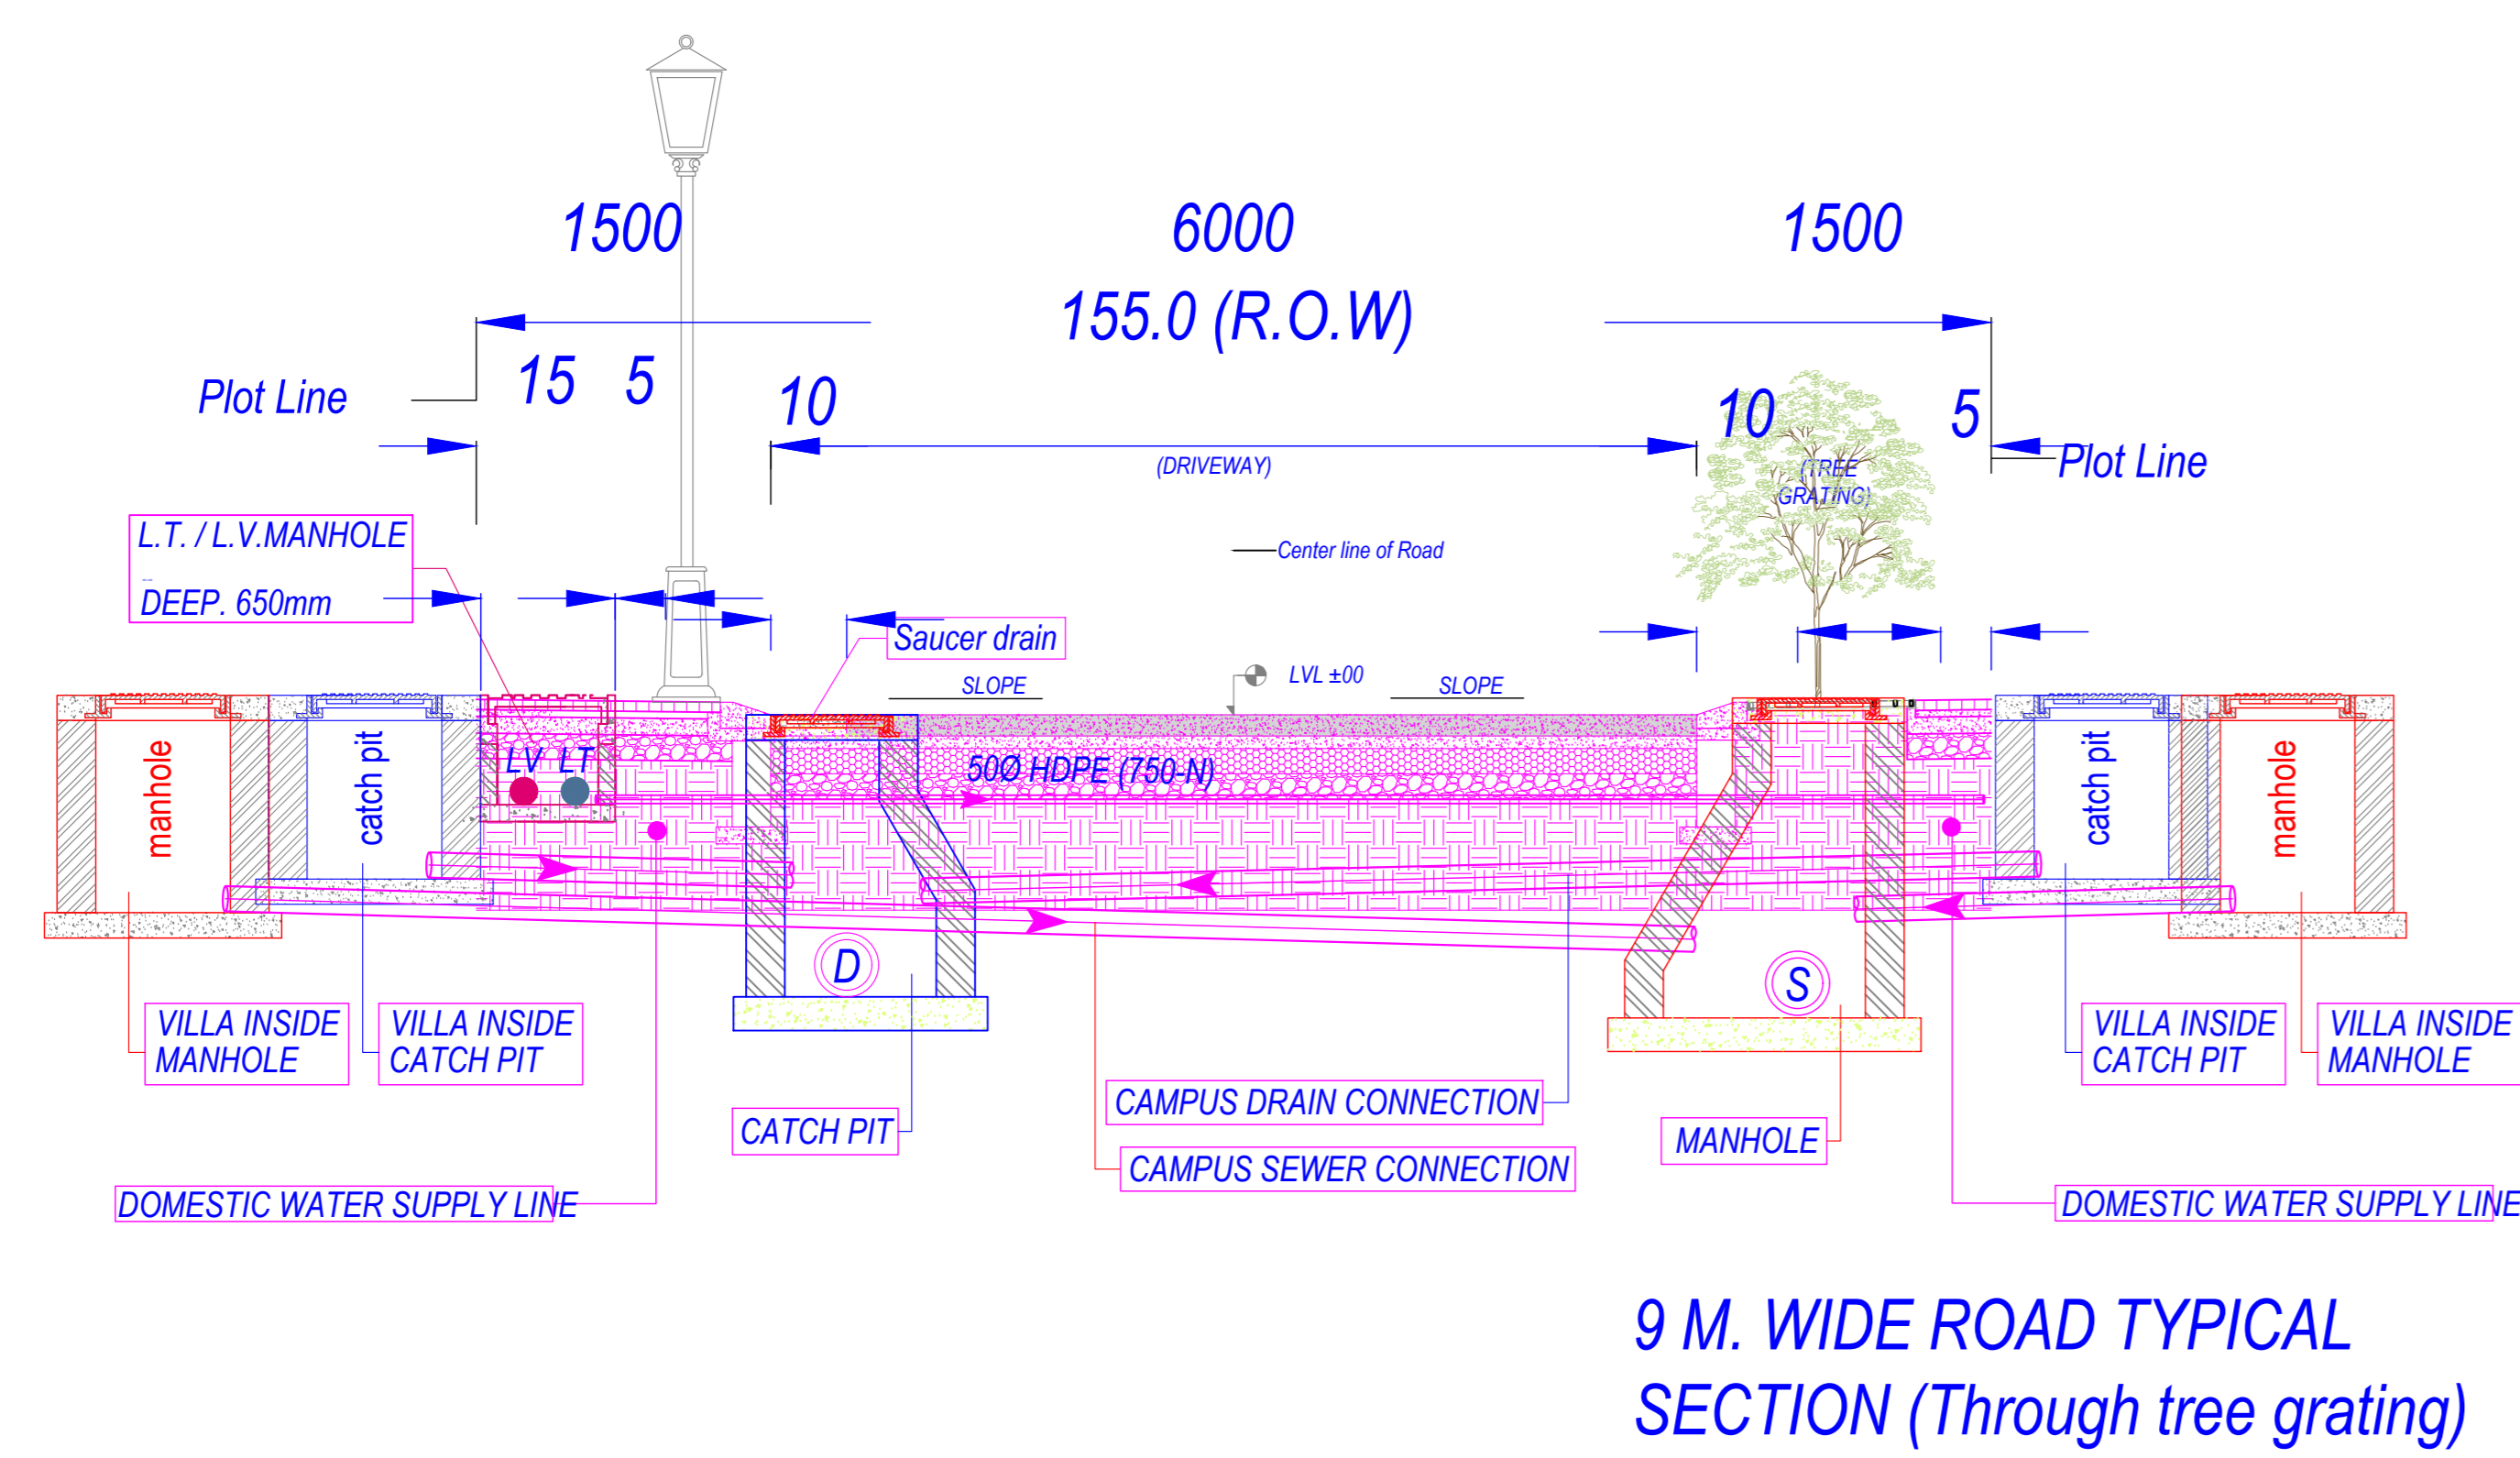 1500
6000
1500
155.0 (R.O.W)
15
5
10
10
5
Plot Line
(DRIVEWAY)
(TREE
GRATING)
Plot Line
L.T. / L.V.MANHOLE
DEEP. 650mm
Center line of Road
Saucer drain
SLOPE
LVL ±00
SLOPE
manhole
catch pit
LV
LT
50Ø HDPE (750-N)
catch pit
manhole
D
S
VILLA INSIDE
MANHOLE
VILLA INSIDE
CATCH PIT
VILLA INSIDE
CATCH PIT
VILLA INSIDE
MANHOLE
CATCH PIT
CAMPUS DRAIN CONNECTION
MANHOLE
CAMPUS SEWER CONNECTION
DOMESTIC WATER SUPPLY LINE
DOMESTIC WATER SUPPLY LINE
9 M. WIDE ROAD TYPICAL
SECTION (Through tree grating)